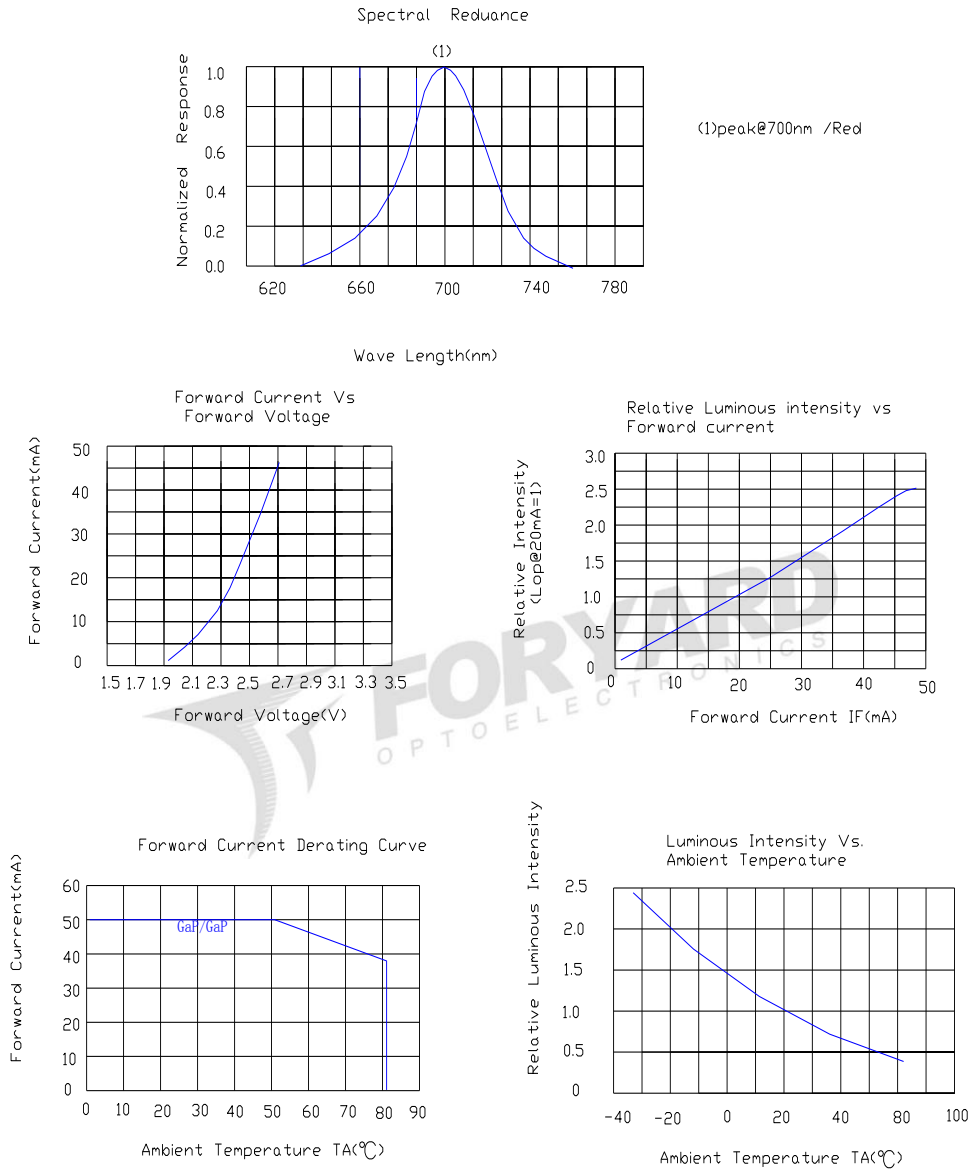 Spectral Reduance
(1)
Normalized Response
1.0
0.8
0.6
0.4
0.2
0.0
620 660 700 740 780
(1)peak@700nm /Red
Wave Length(nm)
Forward Current Vs
Forward Voltage
Forward Current(mA)
50
40
30
20
10
0
1.5 1.7 1.9 2.1 2.3 2.5 2.7 2.9 3.1 3.3 3.5
Forward Voltage(V)
Relative Luminous intensity vs
Forward current
Relative Intensity
(Lop@20mA=1)
3.0
2.5
2.0
1.5
1.0
0.5
0
0 10 20 30 40 50
Forward Current IF(mA)
FORYARD
OPTOELECTRONICS
Forward Current Derating Curve
Forward Current(mA)
60
50
40
30
20
10
0
GaP/GaP
0 10 20 30 40 50 60 70 80 90
Ambient Temperature TA(℃)
Luminous Intensity Vs.
Ambient Temperature
Relative Luminous Intensity
2.5
2.0
1.5
1.0
0.5
0
-40 -20 0 20 40 60 80 100
Ambient Temperature TA(℃)